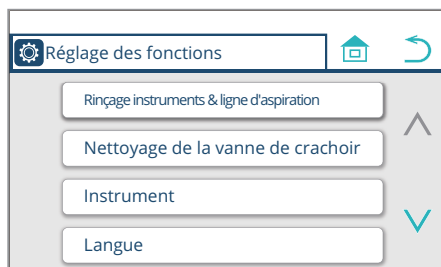 Réglage des fonctions
Rinçage instruments & ligne d'aspiration
Nettoyage de la vanne de crachoir
Instrument
Langue